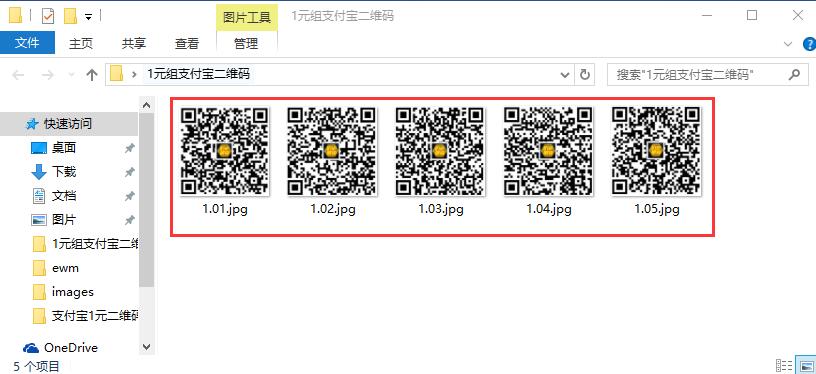 图片工具
1元组支付宝二维码
文件
主页
共享
查看
管理
1元组支付宝二维码
搜索"1元组支付宝二维码"
快速访问
桌面
下载
文档
图片
1元组支付宝二维
ewm
images
支付宝1元二维码
OneDrive
1.01.jpg
1.02.jpg
1.03.jpg
1.04.jpg
1.05.jpg
5 个项目